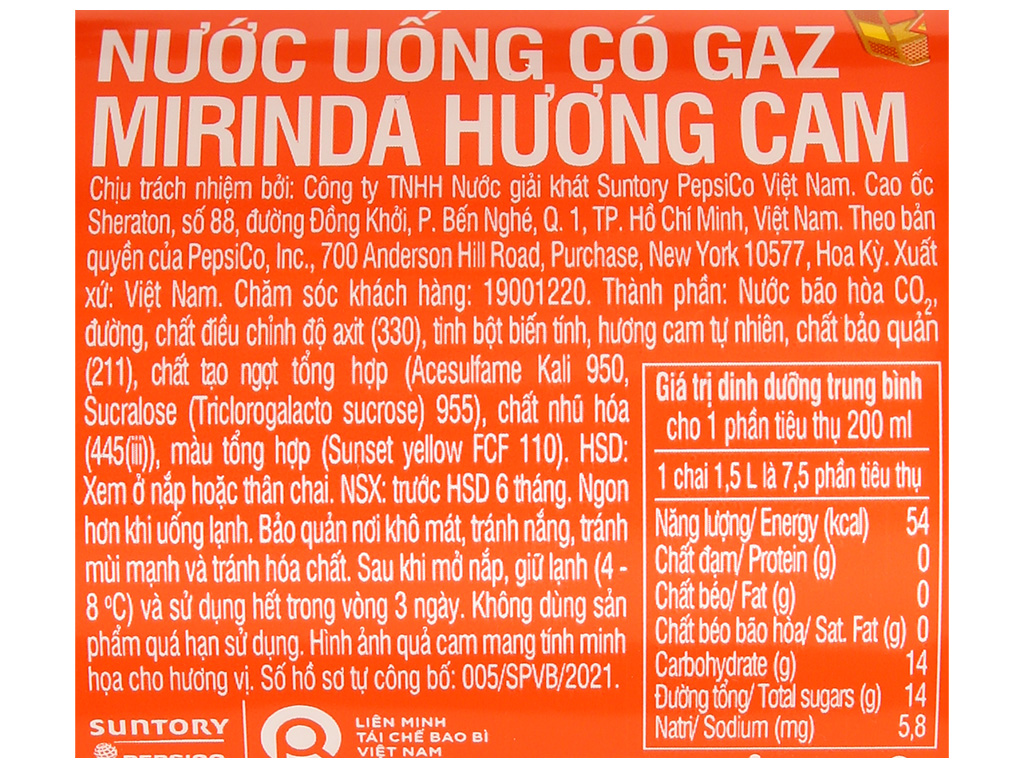 NƯỚC UỐNG CÓ GAZ
MIRINDA HƯƠNG CAM
Chịu trách nhiệm bởi: Công ty TNHH Nước giải khát Suntory PepsiCo Việt Nam. Cao ốc
Sheraton, số 88, đường Đồng Khởi, P. Bến Nghé, Q. 1, TP. Hồ Chí Minh, Việt Nam. Theo bản
quyền của PepsiCo, Inc., 700 Anderson Hill Road, Purchase, New York 10577, Hoa Kỳ. Xuất
xứ: Việt Nam. Chăm sóc khách hàng: 19001220. Thành phần: Nước bão hòa CO₂,
đường, chất điều chỉnh độ axit (330), tinh bột biến tính, hương cam tự nhiên, chất bảo quản
(211), chất tạo ngọt tổng hợp (Acesulfame Kali 950,
Sucralose (Triclorogalacto sucrose) 955), chất nhũ hóa
(445(iii)), màu tổng hợp (Sunset yellow FCF 110). HSD:
Xem ở nắp hoặc thân chai. NSX: trước HSD 6 tháng. Ngon
hơn khi uống lạnh. Bảo quản nơi khô mát, tránh nắng, tránh
mùi mạnh và tránh hóa chất. Sau khi mở nắp, giữ lạnh (4 -
8 ºC) và sử dụng hết trong vòng 3 ngày. Không dùng sản
phẩm quá hạn sử dụng. Hình ảnh quả cam mang tính minh
họa cho hương vị. Số hồ sơ tự công bố: 005/SPVB/2021.
Giá trị dinh dưỡng trung bình
cho 1 phần tiêu thụ 200 ml
1 chai 1,5 L là 7,5 phần tiêu thụ
Năng lượng/ Energy (kcal) 54
Chất đạm/ Protein (g) 0
Chất béo/ Fat (g) 0
Chất béo bão hòa/ Sat. Fat (g) 0
Carbohydrate (g) 14
Đường tổng/ Total sugars (g) 14
Natri/ Sodium (mg) 5,8
SUNTORY
PEPSICO
LIÊN MINH
TÁI CHẾ BAO BÌ
VIỆT NAM